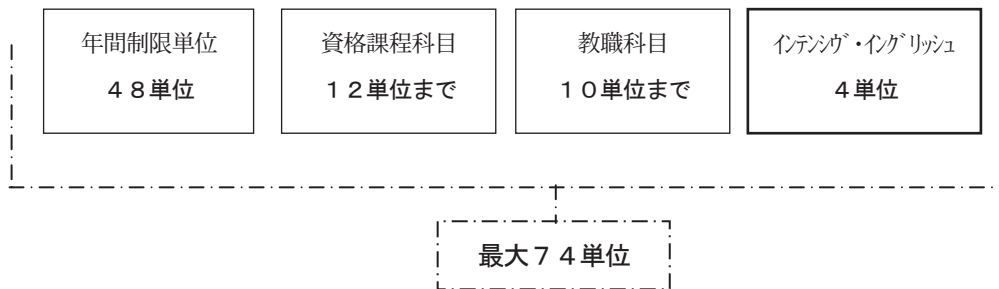 年間制限単位
４８単位
資格課程科目
１２単位まで
教職科目
１０単位まで
ｲﾝﾃﾝｼｳﾞ・ｲﾝｸﾞﾘｯｼｭ
４単位
最大７４単位